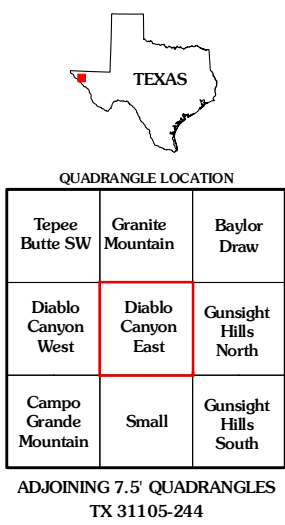 TEXAS
QUADRANGLE LOCATION
Tepee
Butte SW
Granite
Mountain
Baylor
Draw
Diablo
Canyon
West
Diablo
Canyon
East
Gunsight
Hills
North
Campo
Grande
Mountain
Small
Gunsight
Hills
South
ADJOINING 7.5' QUADRANGLES
TX 31105-244